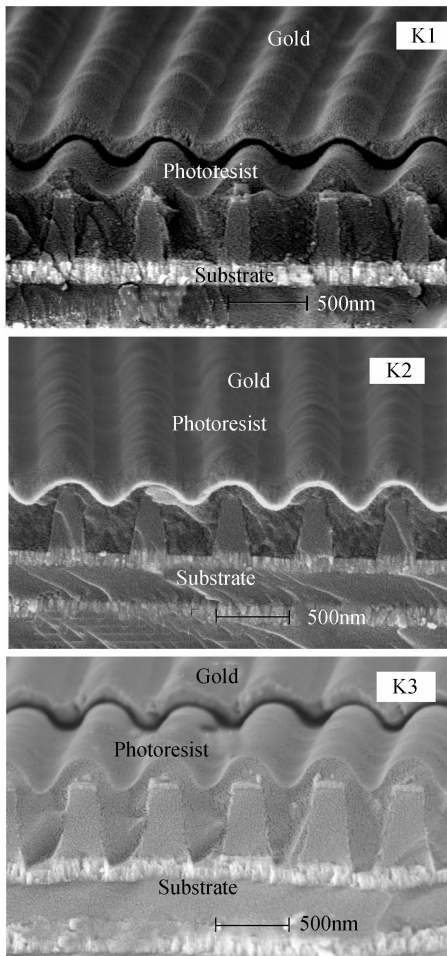 K1
Gold
Photoresist
Substrate
500nm
K2
Gold
Photoresist
Substrate
500nm
K3
Gold
Photoresist
Substrate
500nm